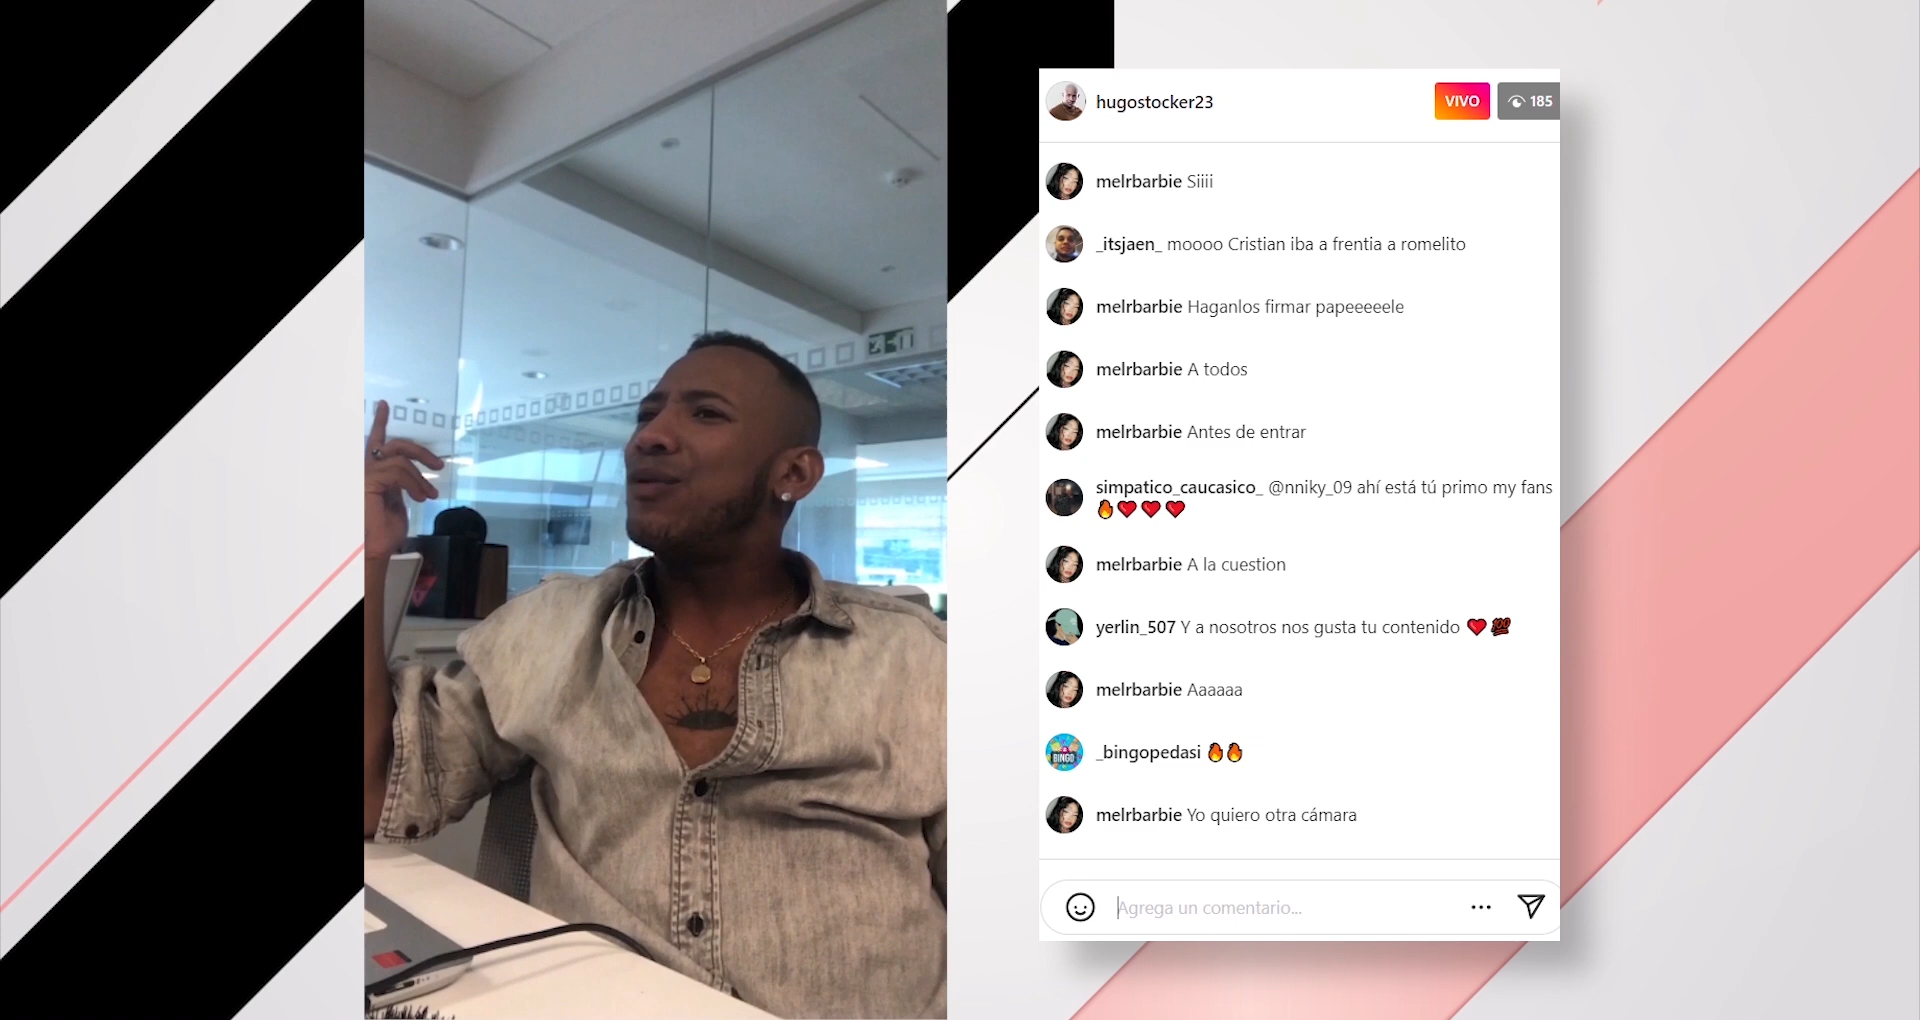 hugostocker23
VIVO
185
melrbarbie Siiii
_itsjaen_ moooo Cristian iba a frentia a romelito
melrbarbie Haganlos firmar papeeeeele
melrbarbie A todos
melrbarbie Antes de entrar
simpatico_caucasico_ @nniky_09 ahí está tú primo my fans
🔥❤️❤️❤️
melrbarbie A la cuestion
yerlin_507 Y a nosotros nos gusta tu contenido ❤️💯
melrbarbie Aaaaaa
_bingopedasi 🔥🔥
BINGO
melrbarbie Yo quiero otra cámara
Agrega un comentario...